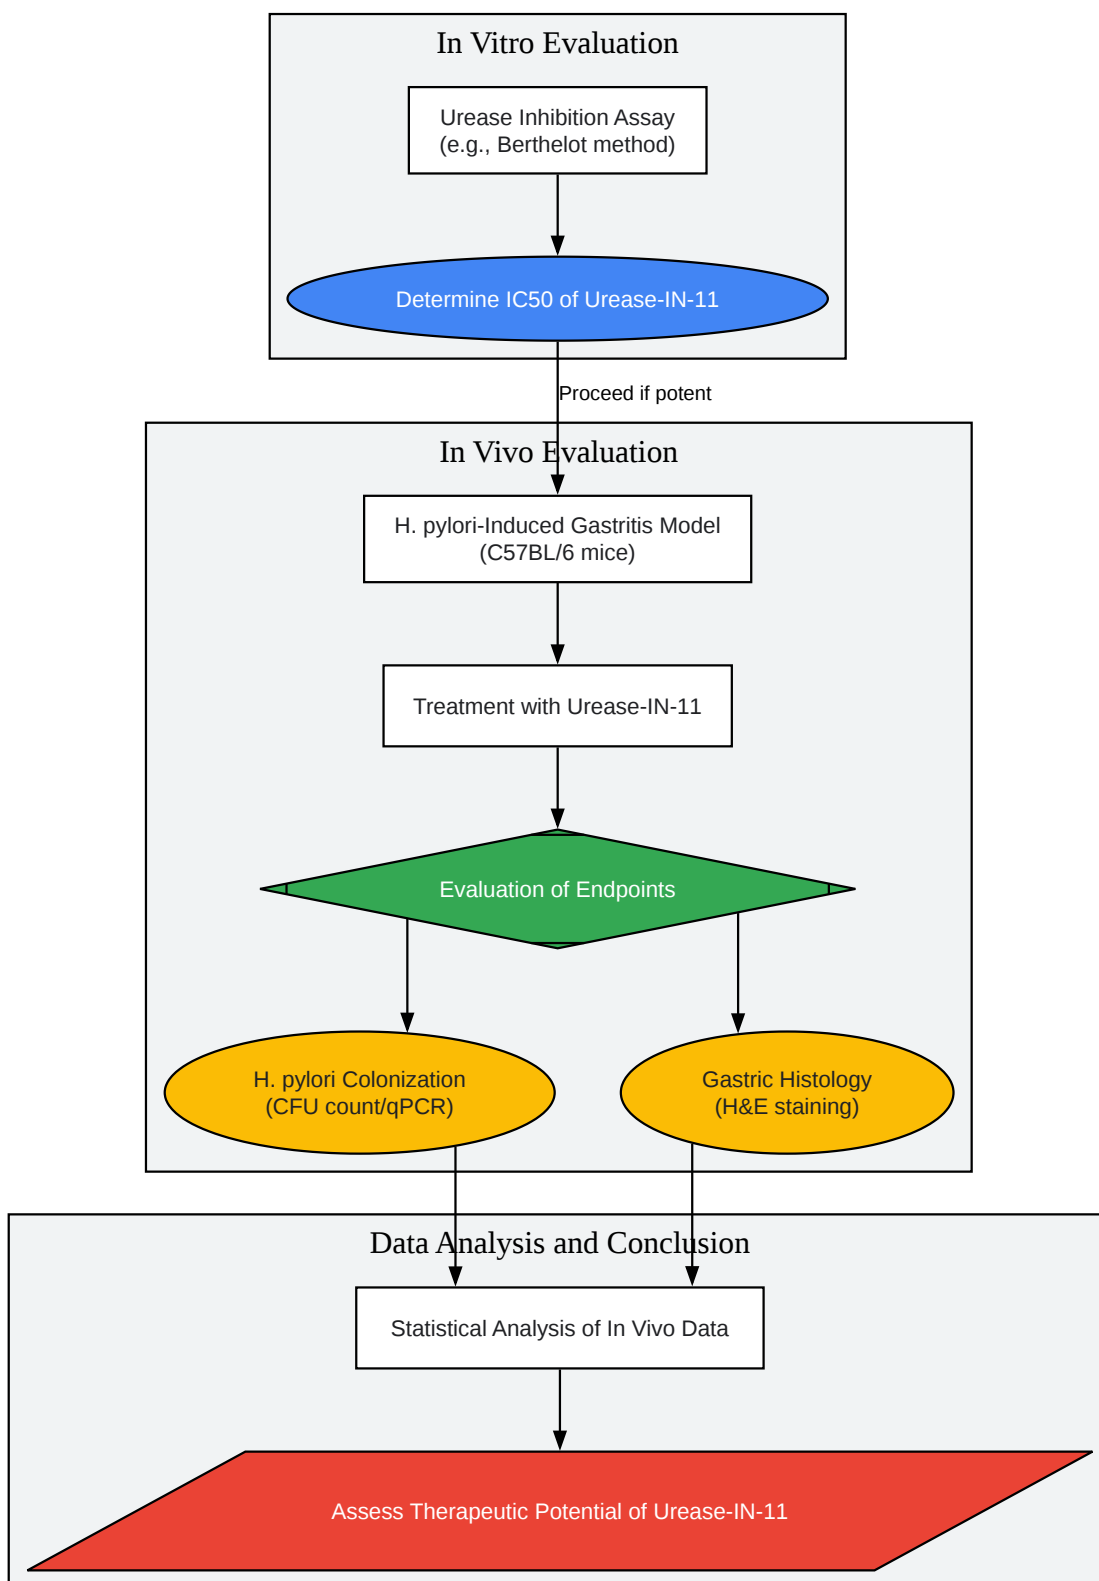 In Vitro Evaluation
Urease Inhibition Assay
(e.g., Berthelot method)
Determine IC50 of Urease-IN-11
Proceed if potent
In Vivo Evaluation
H. pylori-Induced Gastritis Model
(C57BL/6 mice)
Treatment with Urease-IN-11
Evaluation of Endpoints
H. pylori Colonization
(CFU count/qPCR)
Gastric Histology
(H&E staining)
Data Analysis and Conclusion
Statistical Analysis of In Vivo Data
Assess Therapeutic Potential of Urease-IN-11